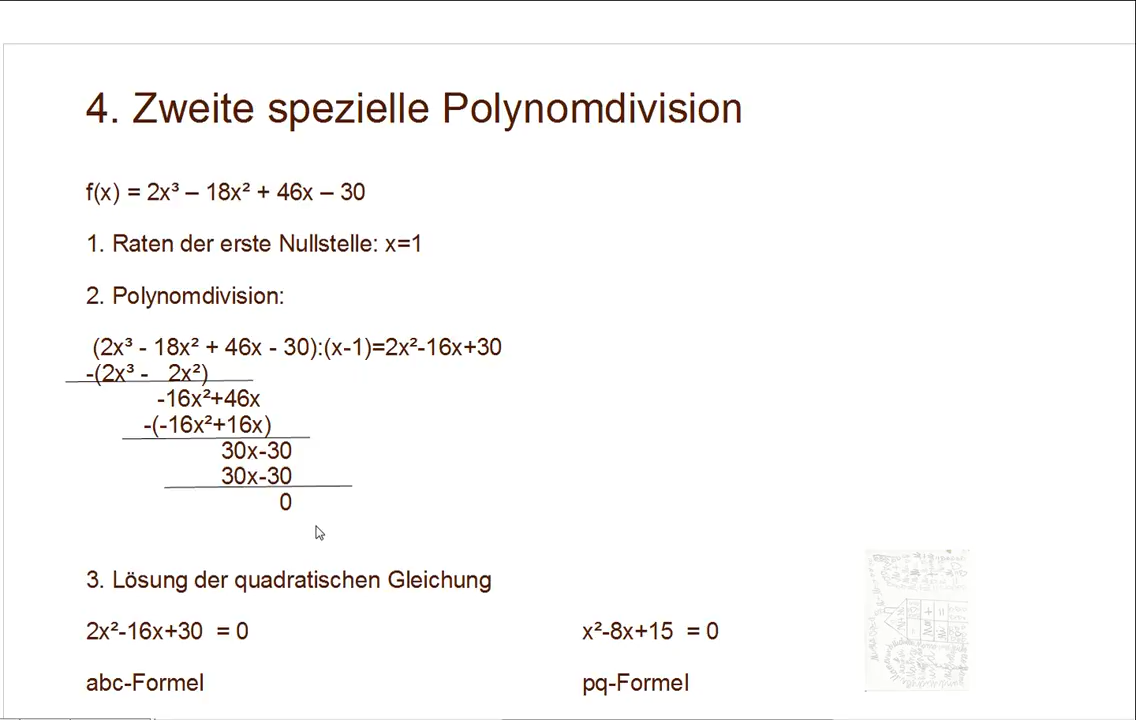 4. Zweite spezielle Polynomdivision
f(x) = 2x³ – 18x² + 46x – 30
1. Raten der erste Nullstelle: x=1
2. Polynomdivision:
(2x³ - 18x² + 46x - 30):(x-1)=2x²-16x+30
-(2x³ - 2x²)
-16x²+46x
-(-16x²+16x)
30x-30
30x-30
0
3. Lösung der quadratischen Gleichung
2x²-16x+30 = 0
x²-8x+15 = 0
abc-Formel
pq-Formel